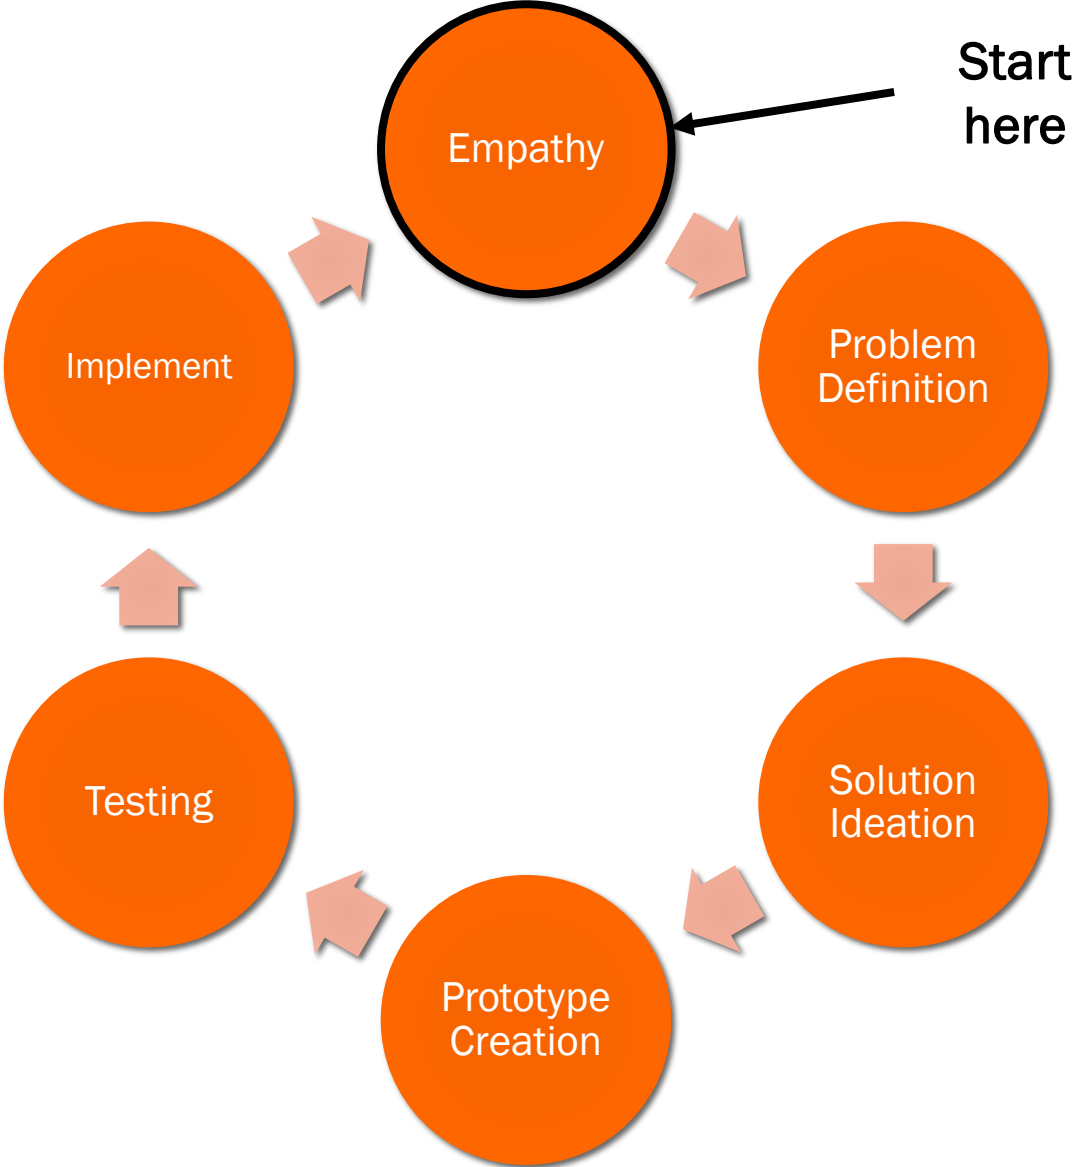 Start
here
Empathy
Problem
Definition
Solution
Ideation
Prototype
Creation
Testing
Implement